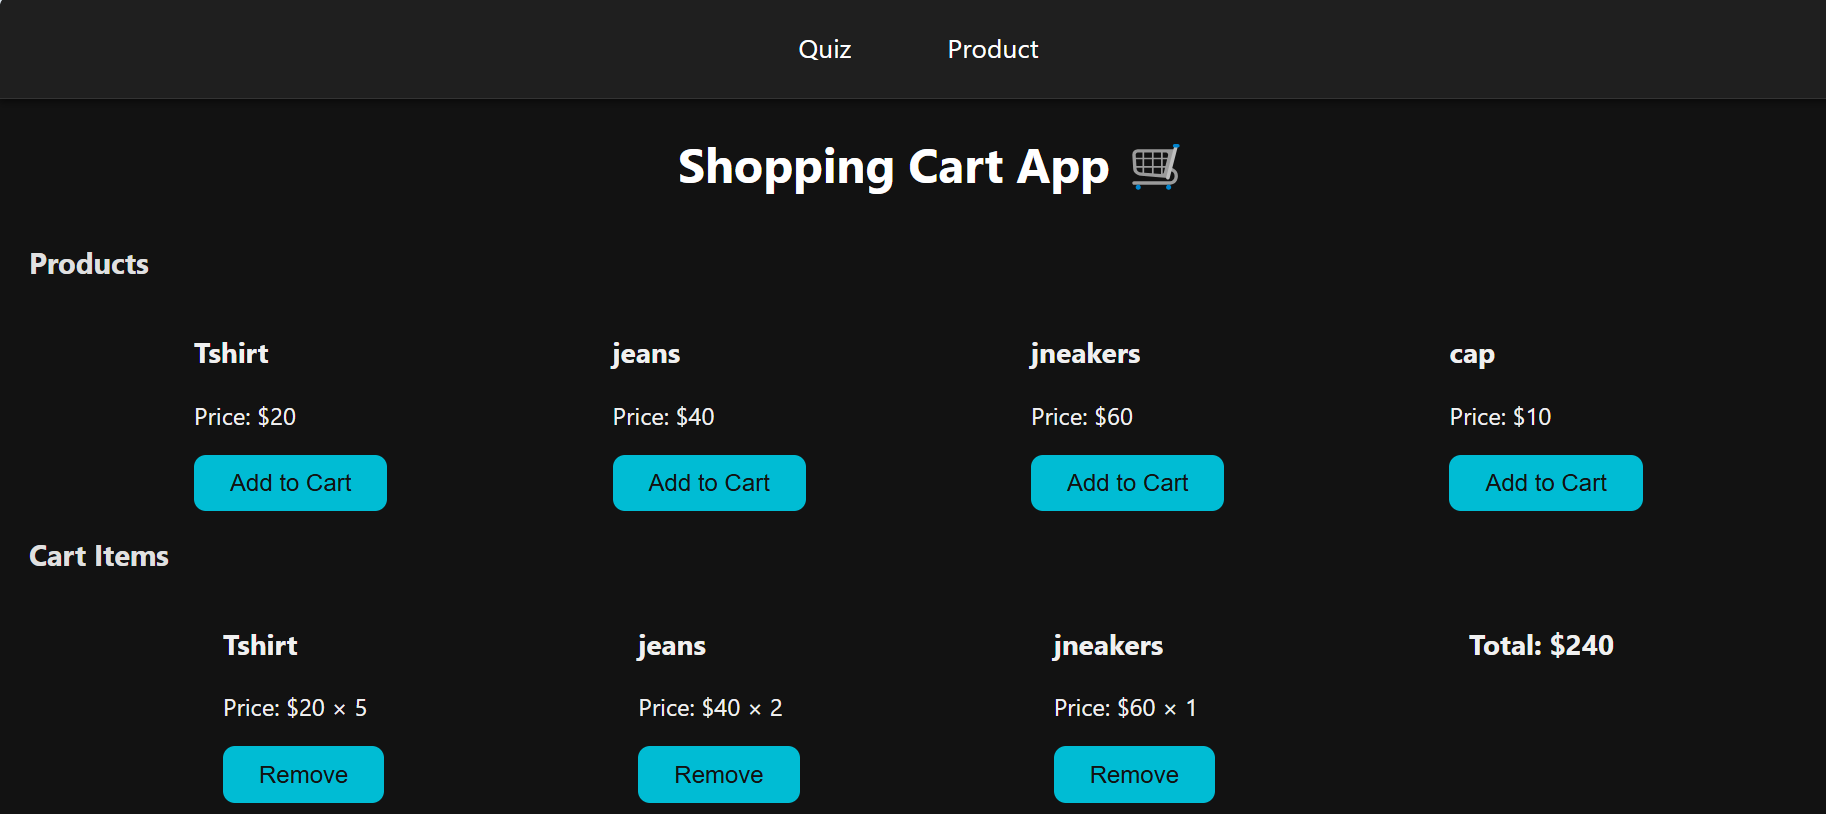 Quiz Product
Shopping Cart App
Products
Tshirt jeans jneakers cap
Price: $20 Price: $40 Price: $60 Price: $10
Add to Cart Add to Cart Add to Cart Add to Cart
Cart Items
Tshirt jeans jneakers Total: $240
Price: $20 × 5 Price: $40 × 2 Price: $60 × 1
Remove Remove Remove